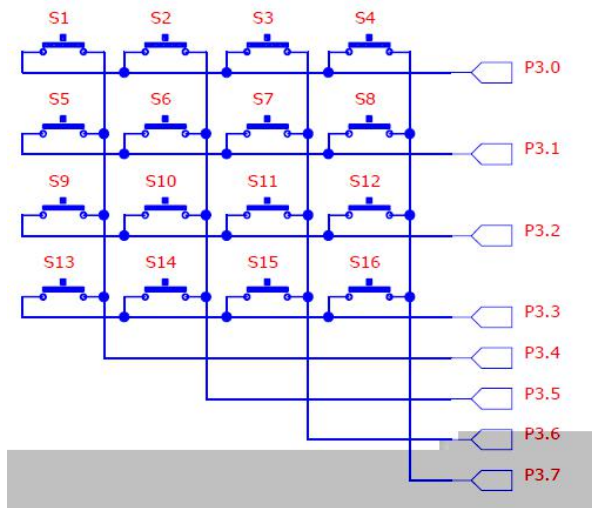 S1 S2 S3 S4
P3.0
S5 S6 S7 S8
P3.1
S9 S10 S11 S12
P3.2
S13 S14 S15 S16
P3.3
P3.4
P3.5
P3.6
P3.7